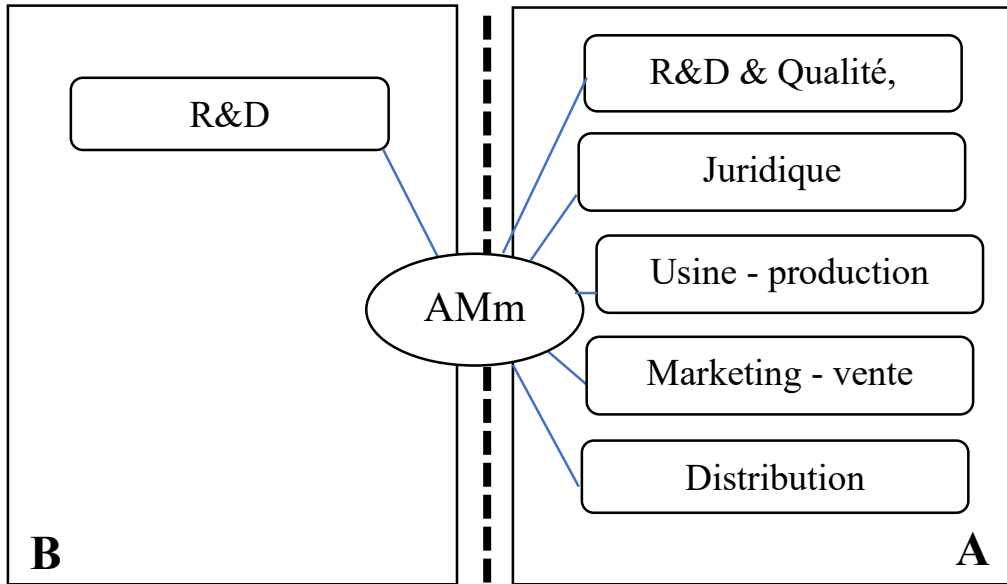 R&D
B
AMm
R&D & Qualité,
Juridique
Usine - production
Marketing - vente
Distribution
A